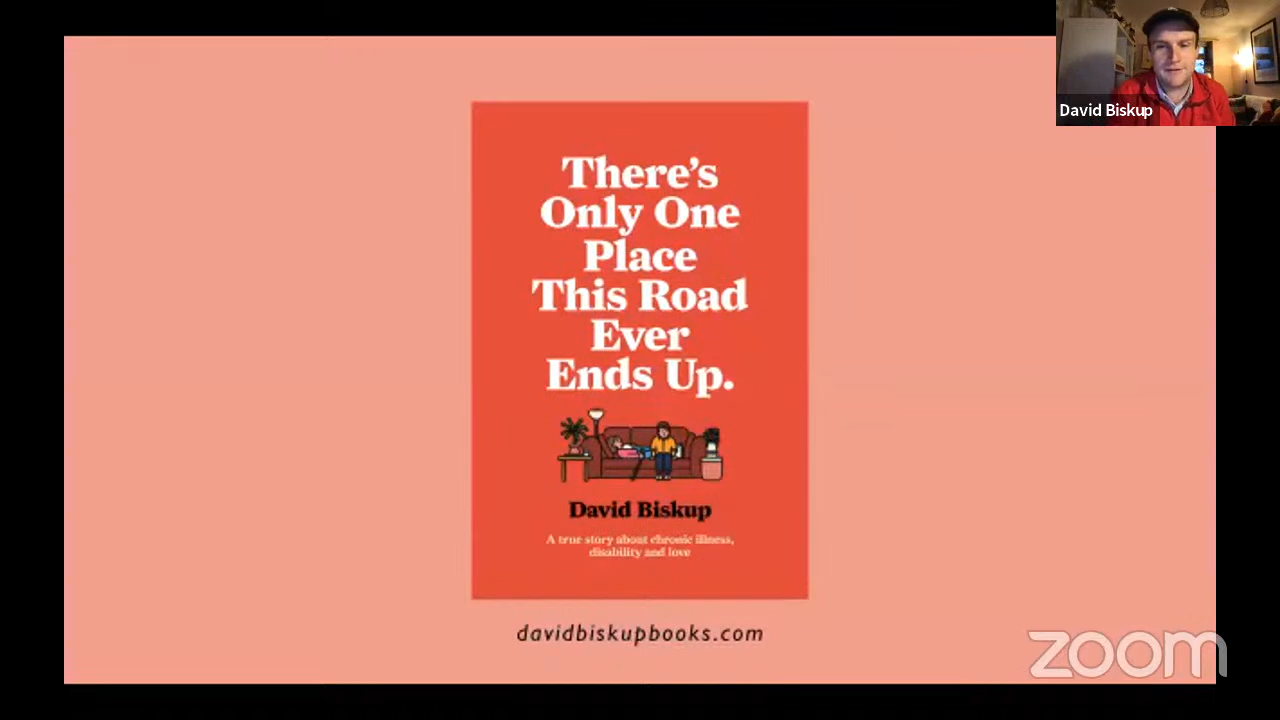 David Biskup
There's
Only One
Place
This Road
Ever
Ends Up.
David Biskup
A true story about chronic illness,
disability and love
davidbiskupbooks.com
zoom